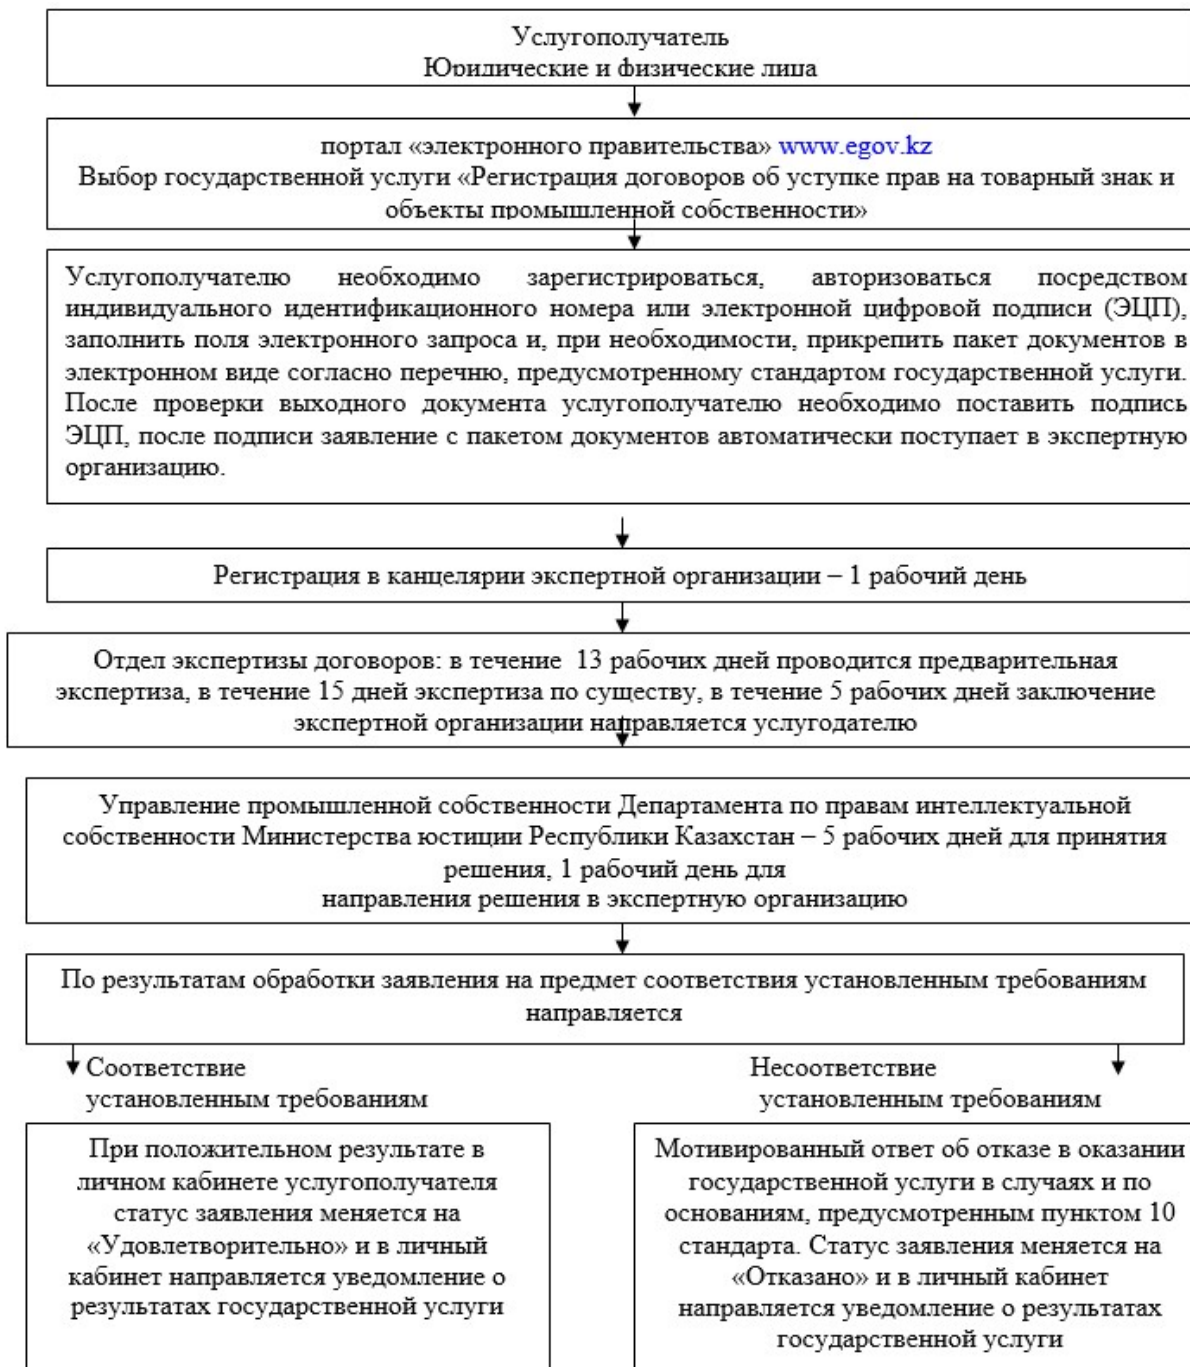 Услугополучатель
Юридические и физические лица
портал «электронного правительства» www.egov.kz
Выбор государственной услуги «Регистрация договоров об уступке прав на товарный знак и
объекты промышленной собственности»
Услугополучателю необходимо зарегистрироваться, авторизоваться посредством
индивидуального идентификационного номера или электронной цифровой подписи (ЭЦП),
заполнить поля электронного запроса и, при необходимости, прикрепить пакет документов в
электронном виде согласно перечню, предусмотренному стандартом государственной услуги.
После проверки выходного документа услугополучателю необходимо поставить подпись
ЭЦП, после подписи заявление с пакетом документов автоматически поступает в экспертную
организацию.
Регистрация в канцелярии экспертной организации – 1 рабочий день
Отдел экспертизы договоров: в течение 13 рабочих дней проводится предварительная
экспертиза, в течение 15 дней экспертиза по существу, в течение 5 рабочих дней заключение
экспертной организации направляется услугодателю
Управление промышленной собственности Департамента по правам интеллектуальной
собственности Министерства юстиции Республики Казахстан – 5 рабочих дней для принятия
решения, 1 рабочий день для
направления решения в экспертную организацию
По результатам обработки заявления на предмет соответствия установленным требованиям
направляется
Соответствие
установленным требованиям
Несоответствие
установленным требованиям
При положительном результате в
личном кабинете услугополучателя
статус заявления меняется на
«Удовлетворительно» и в личный
кабинет направляется уведомление о
результатах государственной услуги
Мотивированный ответ об отказе в оказании
государственной услуги в случаях и по
основаниям, предусмотренным пунктом 10
стандарта. Статус заявления меняется на
«Отказано» и в личный кабинет
направляется уведомление о результатах
государственной услуги